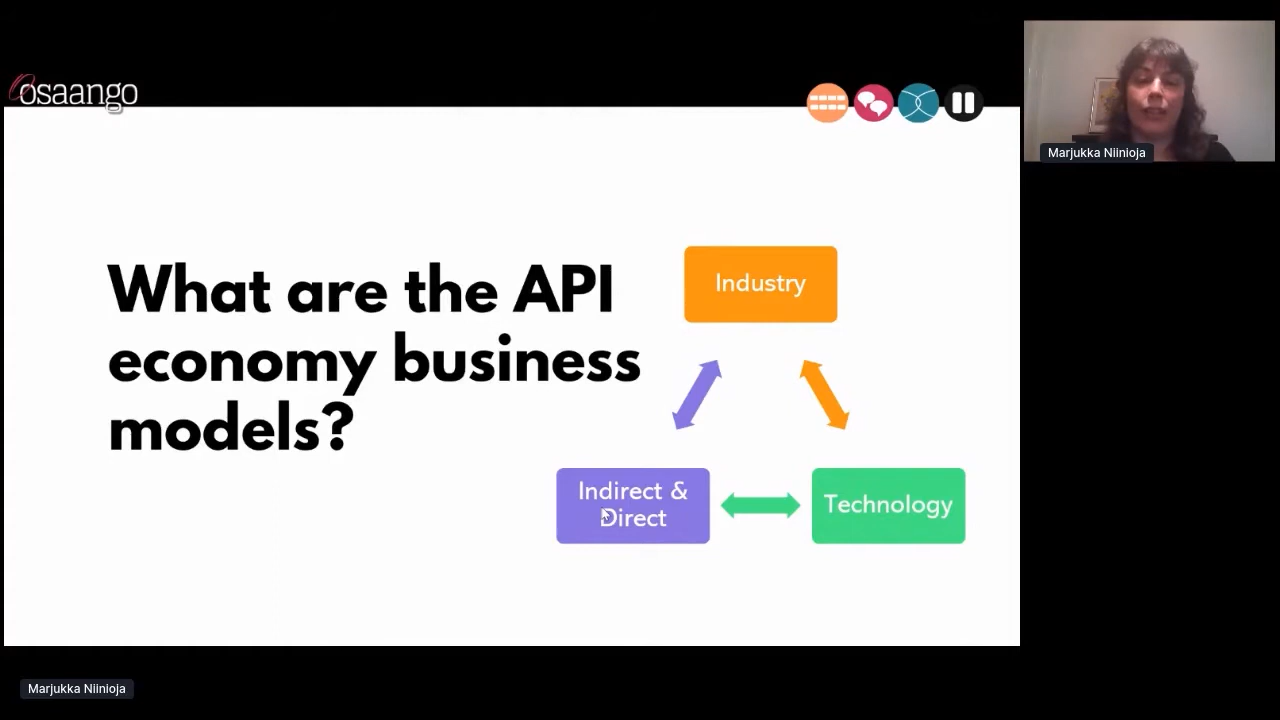 osaango
What are the API
economy business
models?
Industry
Indirect &
Direct
Technology
Marjukka Niinioja
Marjukka Niinioja